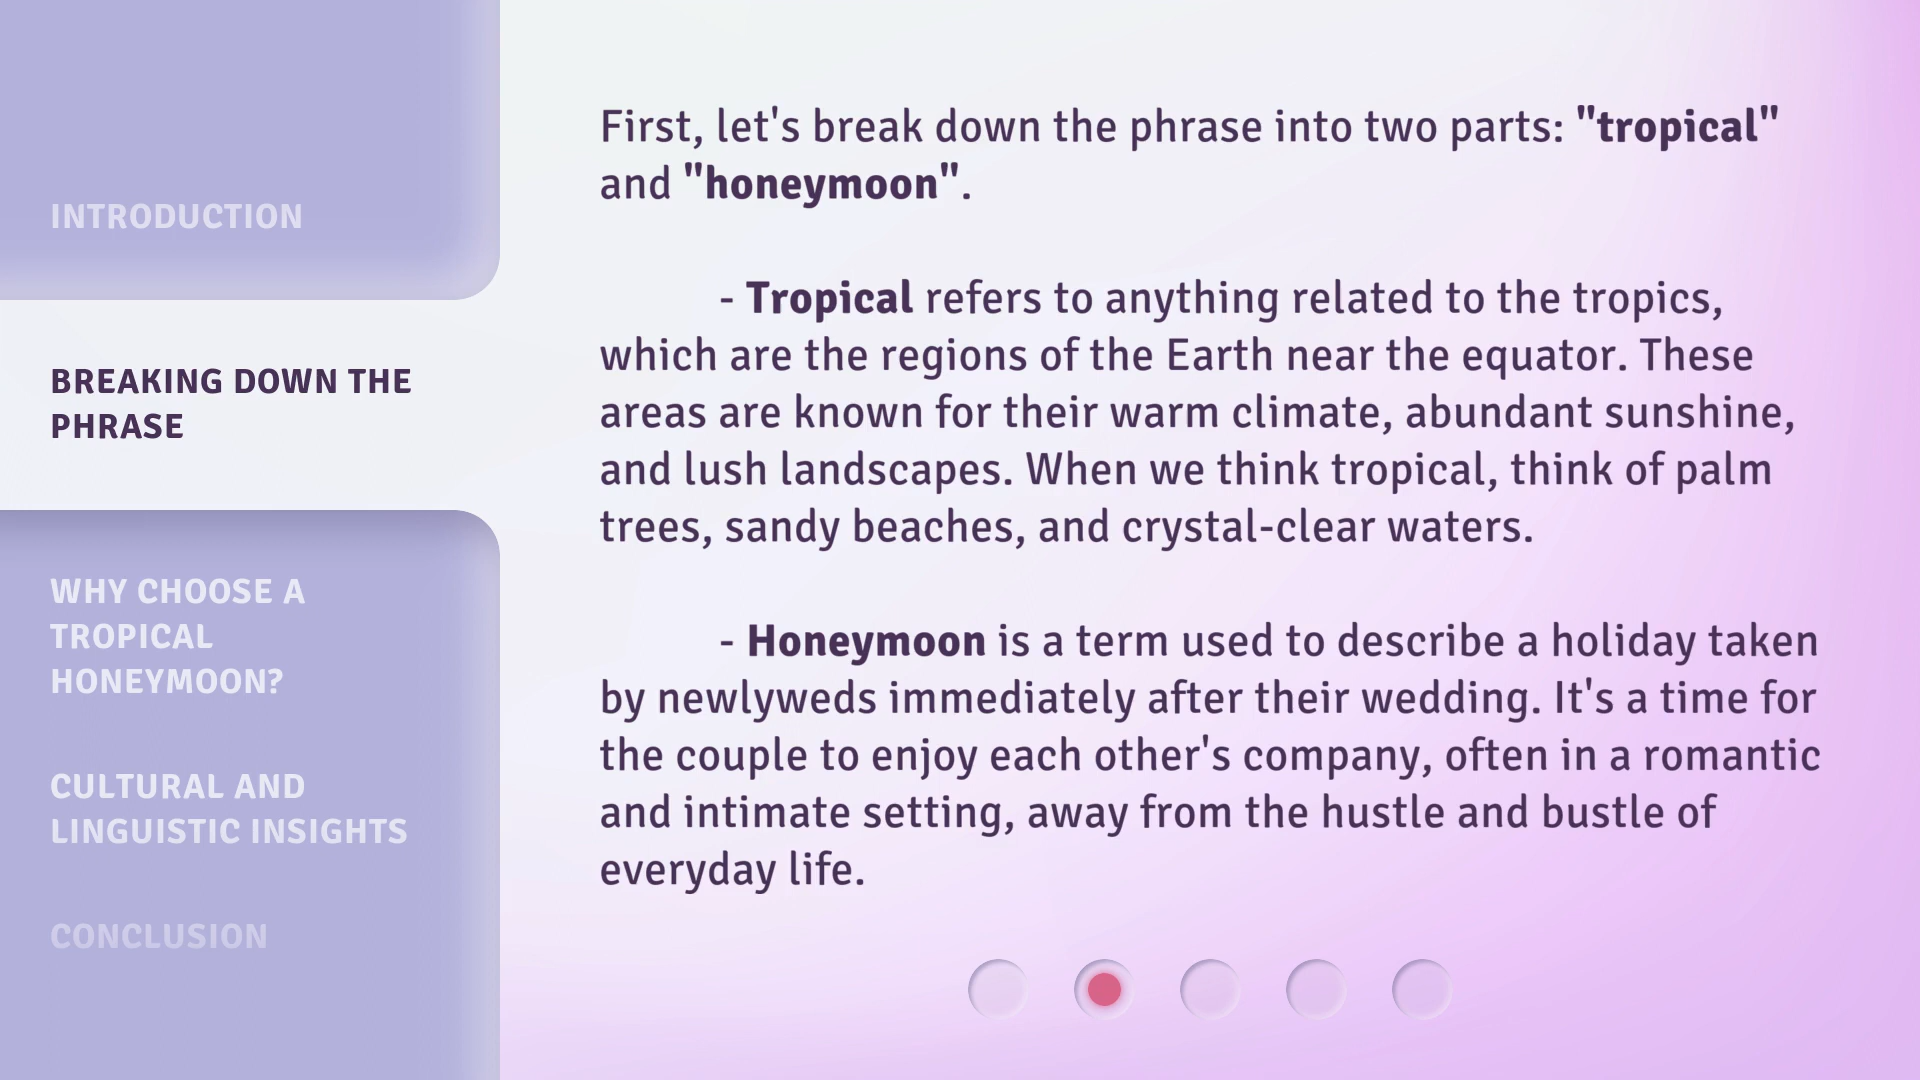 INTRODUCTION
BREAKING DOWN THE
PHRASE
WHY CHOOSE A
TROPICAL
HONEYMOON?
CULTURAL AND
LINGUISTIC INSIGHTS
CONCLUSION
First, let's break down the phrase into two parts: "tropical"
and "honeymoon".
- Tropical refers to anything related to the tropics,
which are the regions of the Earth near the equator. These
areas are known for their warm climate, abundant sunshine,
and lush landscapes. When we think tropical, think of palm
trees, sandy beaches, and crystal-clear waters.
- Honeymoon is a term used to describe a holiday taken
by newlyweds immediately after their wedding. It's a time for
the couple to enjoy each other's company, often in a romantic
and intimate setting, away from the hustle and bustle of
everyday life.